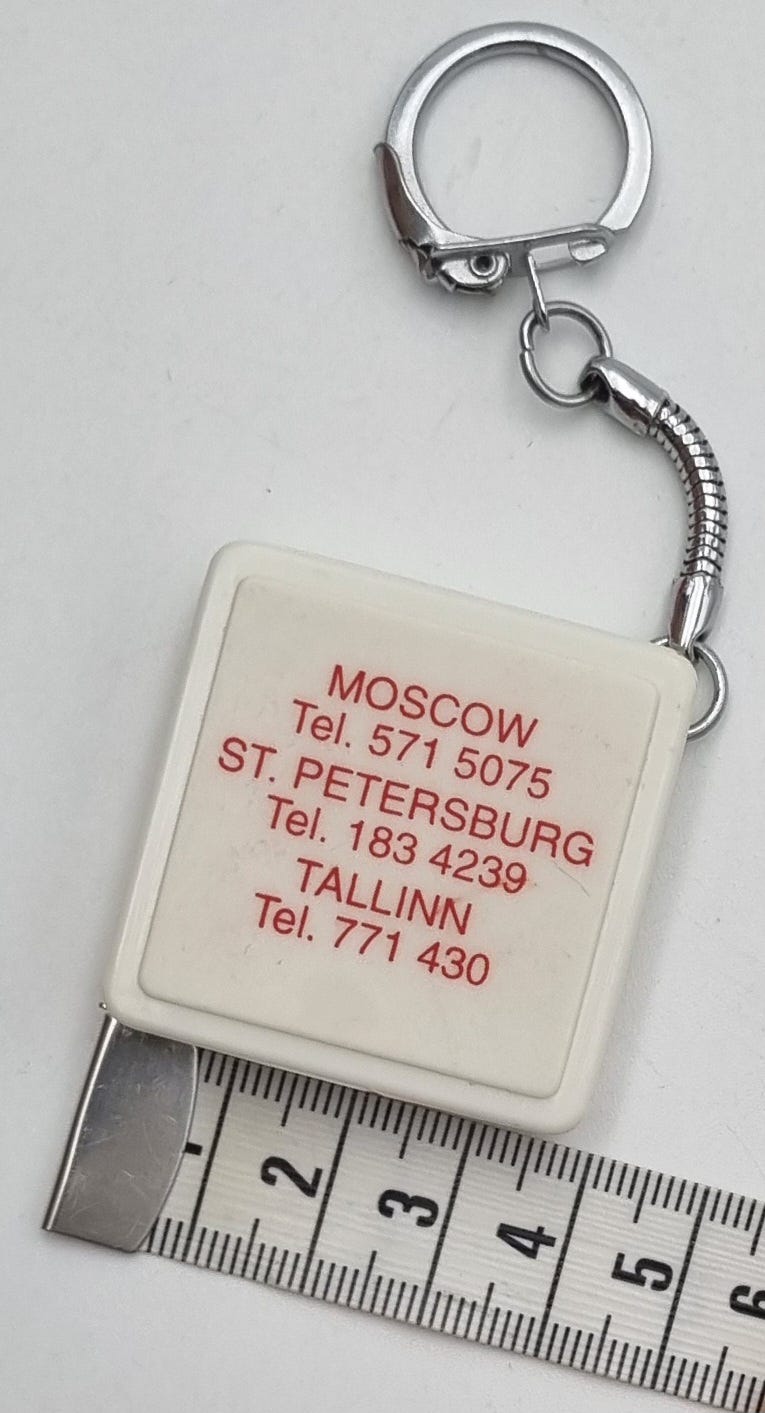 MOSCOW
Tel. 571 5075
ST. PETERSBURG
Tel. 183 4239
TALLINN
Tel. 771 430
1 2 3 4 5 6